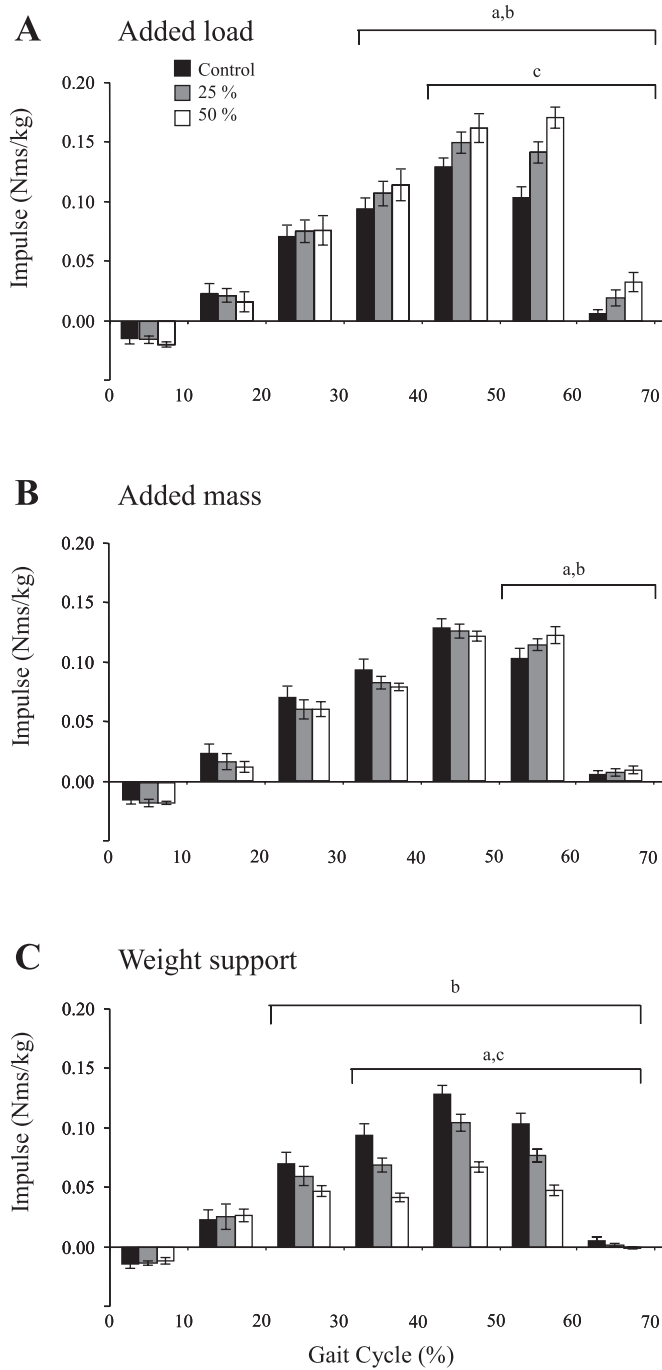 A Added load
a,b
c
Control
25 %
50 %
Impulse (Nms/kg)
0.20
0.15
0.10
0.05
0.00
0 10 20 30 40 50 60 70
B Added mass
a,b
Impulse (Nms/kg)
0.20
0.15
0.10
0.05
0.00
0 10 20 30 40 50 60 70
C Weight support
b
a,c
Impulse (Nms/kg)
0.20
0.15
0.10
0.05
0.00
0 10 20 30 40 50 60 70
Gait Cycle (%)